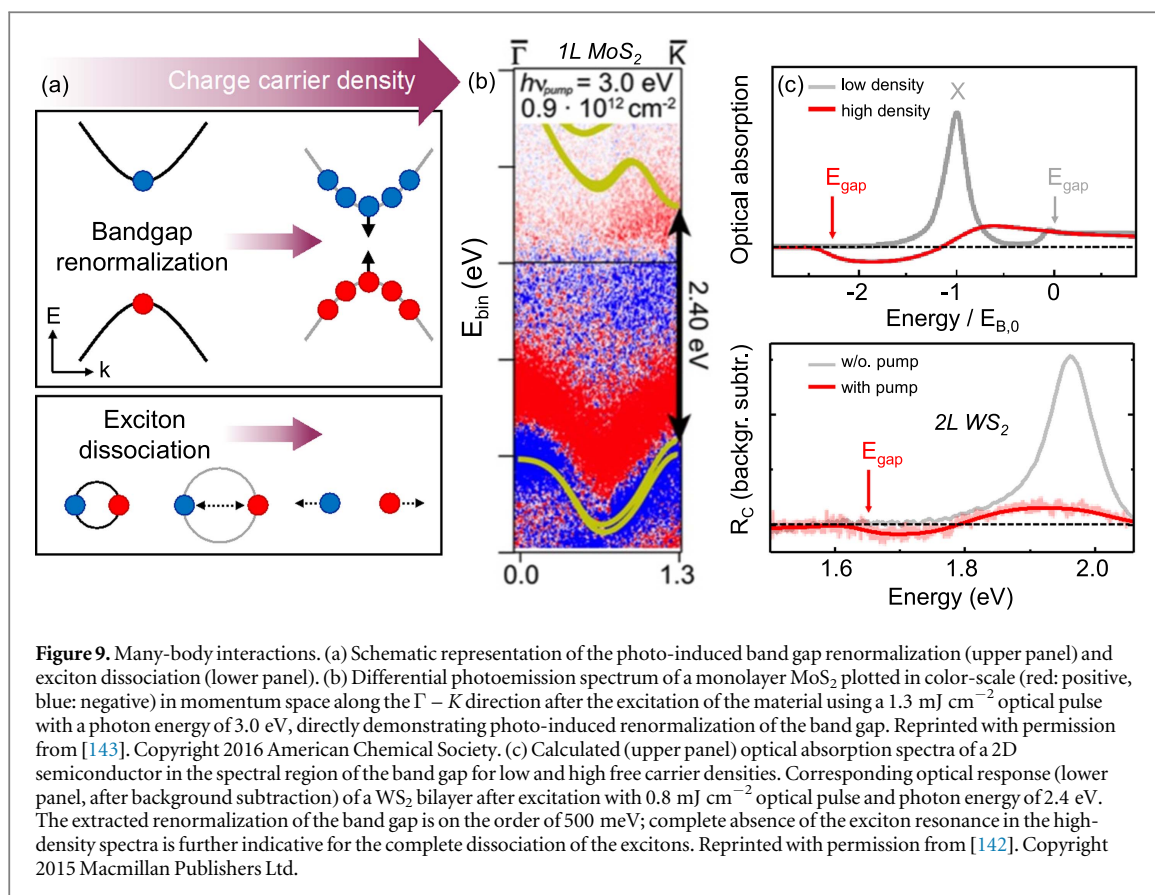 (a)
Charge carrier density
Bandgap
renormalization
E
k
Exciton
dissociation
(b)
Γ̅
1L MoS₂
K̅
hν_pump = 3.0 eV
0.9 · 10¹² cm⁻²
E_bin (eV)
2.40 eV
0.0
1.3
(c)
low density
high density
X
E_gap
E_gap
Optical absorption
-2
-1
0
Energy / E_B,0
w/o. pump
with pump
2L WS₂
E_gap
R_C (backgr. subtr.)
1.6
1.8
2.0
Energy (eV)
Figure 9. Many-body interactions. (a) Schematic representation of the photo-induced band gap renormalization (upper panel) and
exciton dissociation (lower panel). (b) Differential photoemission spectrum of a monolayer MoS₂ plotted in color-scale (red: positive,
blue: negative) in momentum space along the Γ – K direction after the excitation of the material using a 1.3 mJ cm⁻² optical pulse
with a photon energy of 3.0 eV, directly demonstrating photo-induced renormalization of the band gap. Reprinted with permission
from [143]. Copyright 2016 American Chemical Society. (c) Calculated (upper panel) optical absorption spectra of a 2D
semiconductor in the spectral region of the band gap for low and high free carrier densities. Corresponding optical response (lower
panel, after background subtraction) of a WS₂ bilayer after excitation with 0.8 mJ cm⁻² optical pulse and photon energy of 2.4 eV.
The extracted renormalization of the band gap is on the order of 500 meV; complete absence of the exciton resonance in the high-
density spectra is further indicative for the complete dissociation of the excitons. Reprinted with permission from [142]. Copyright
2015 Macmillan Publishers Ltd.